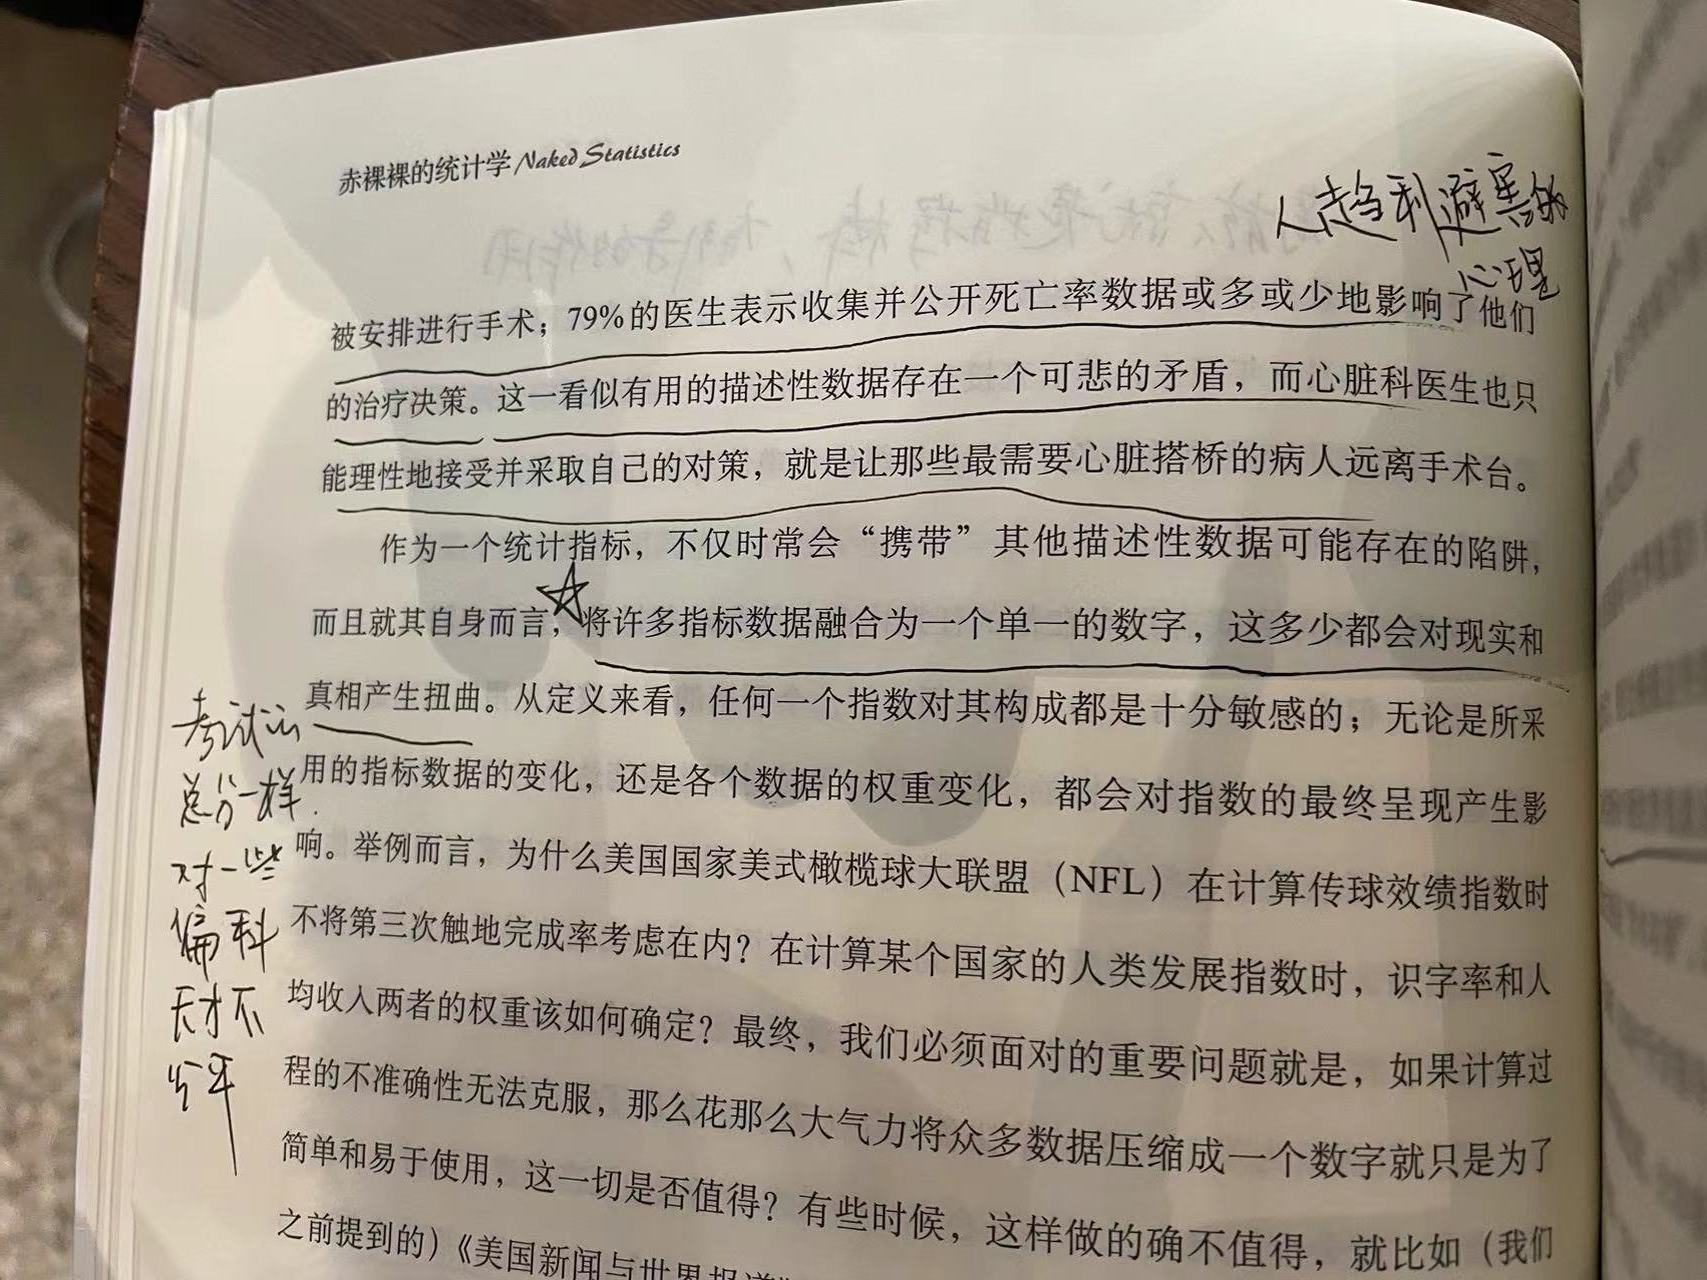 赤裸裸的统计学 Naked Statistics
人趋利避害的
心理
被安排进行手术；79%的医生表示收集并公开死亡率数据或多或少地影响了他们
的治疗决策。这一看似有用的描述性数据存在一个可悲的矛盾，而心脏科医生也只
能理性地接受并采取自己的对策，就是让那些最需要心脏搭桥的病人远离手术台。
作为一个统计指标，不仅时常会“携带”其他描述性数据可能存在的陷阱，
而且就其自身而言，将许多指标数据融合为一个单一的数字，这多少都会对现实和
真相产生扭曲。从定义来看，任何一个指数对其构成都是十分敏感的；无论是所采
用的指标数据的变化，还是各个数据的权重变化，都会对指数的最终呈现产生影
响。举例而言，为什么美国国家美式橄榄球大联盟（NFL）在计算传球效绩指数时
不将第三次触地完成率考虑在内？在计算某个国家的人类发展指数时，识字率和人
均收入两者的权重该如何确定？最终，我们必须面对的重要问题就是，如果计算过
程的不准确性无法克服，那么花那么大气力将众多数据压缩成一个数字就只是为了
简单和易于使用，这一切是否值得？有些时候，这样做的确不值得，就比如（我们
之前提到的）《美国新闻与世界报道》
考试的
总分一样.
对一些
偏科
天才不
公平